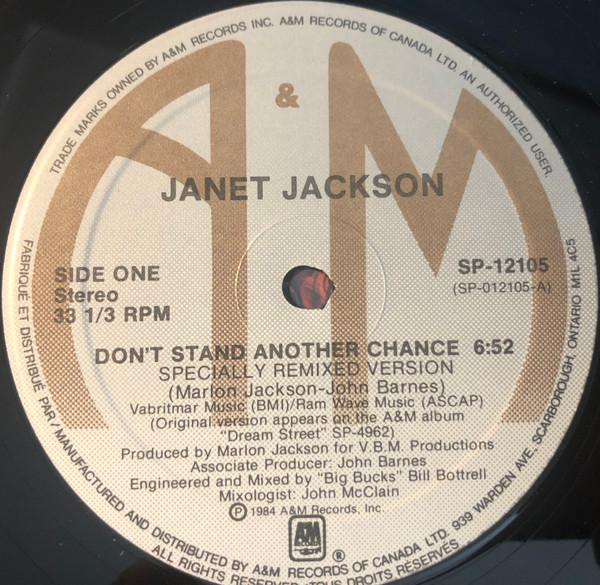 TRADE MARKS OWNED BY A&M RECORDS INC. A&M RECORDS OF CANADA LTD. AN AUTHORIZED USER.
&
JANET JACKSON
SIDE ONE
Stereo
33 1/3 RPM
SP-12105
(SP-012105-A)
DON'T STAND ANOTHER CHANCE 6:52
SPECIALLY REMIXED VERSION
(Marlon Jackson-John Barnes)
Vabritmar Music (BMI)/Ram Wave Music (ASCAP)
(Original version appears on the A&M album
"Dream Street" SP-4962)
Produced by Marlon Jackson for V.B.M. Productions
Associate Producer: John Barnes
Engineered and Mixed by "Big Bucks" Bill Bottrell
Mixologist: John McClain
Ⓟ 1984 A&M Records, Inc.
A&M
RECORDS
®
FABRIQUÉ ET DISTRIBUÉ PAR/MANUFACTURED AND DISTRIBUTED BY A&M RECORDS OF CANADA LTD. 939 WARDEN AVE. SCARBOROUGH, ONTARIO M1L 4C5
ALL RIGHTS RESERVED TOUS DROITS RÉSERVÉS